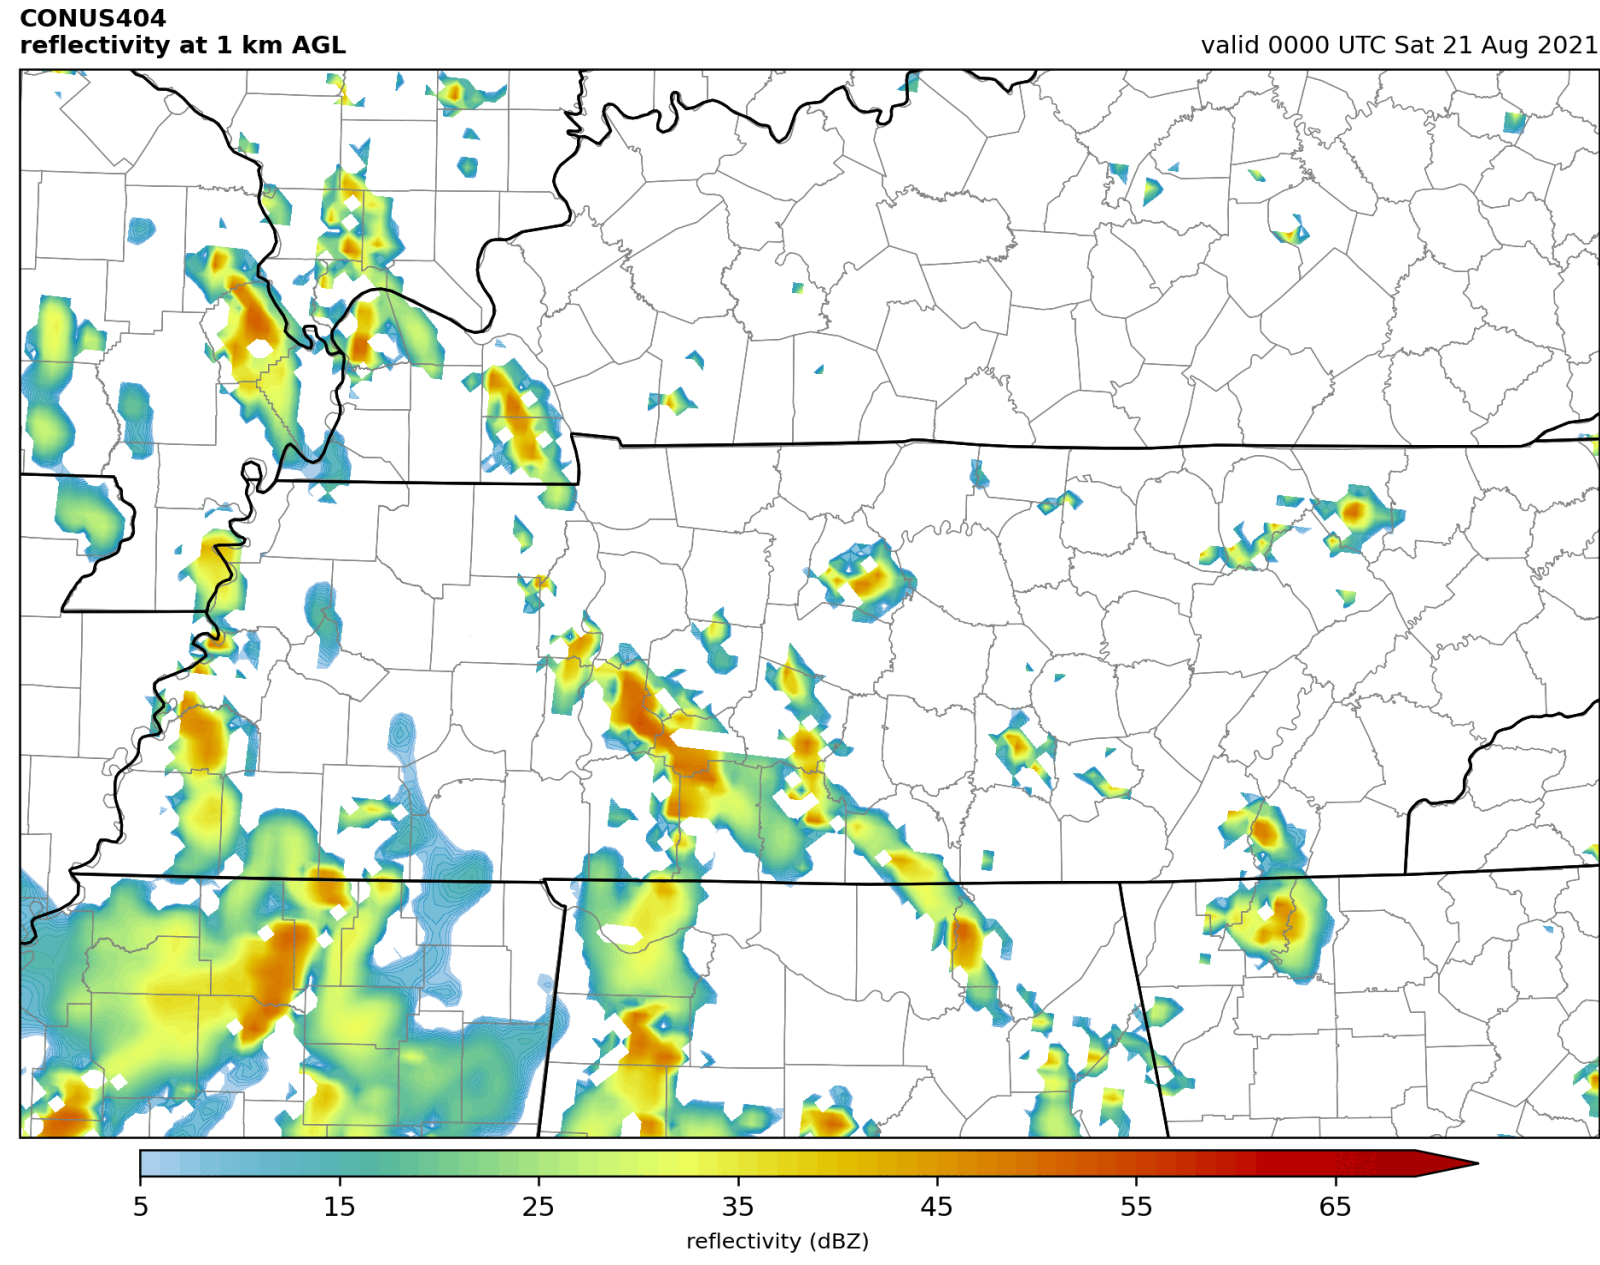 CONUS404
reflectivity at 1 km AGL
valid 0000 UTC Sat 21 Aug 2021
5 15 25 35 45 55 65
reflectivity (dBZ)